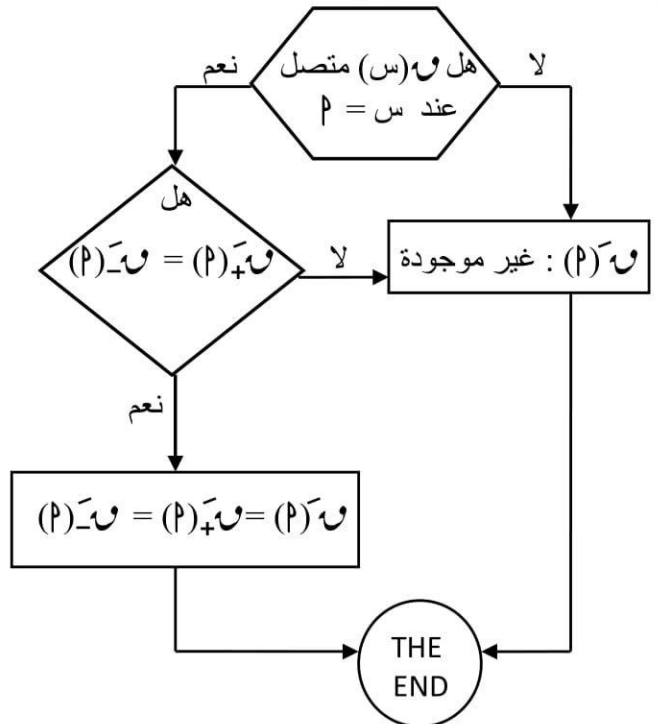 هل ق(س) متصل
عند س = أ
نعم
لا
هل
قَ₊(أ) = قَ₋(أ)
لا
قَ(أ) : غير موجودة
نعم
قَ(أ) = قَ₊(أ) = قَ₋(أ)
THE
END